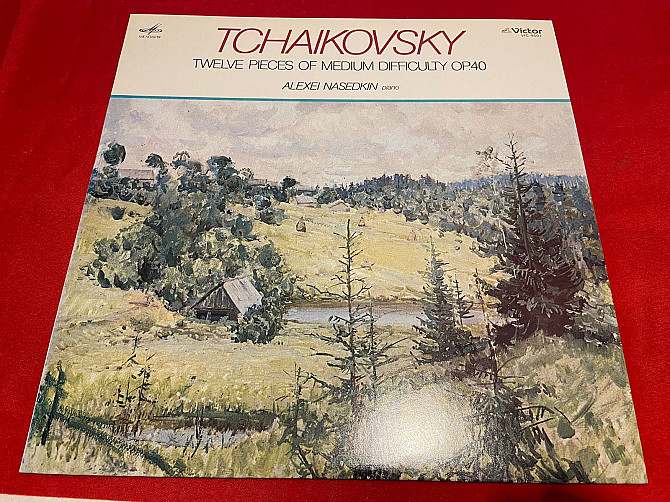 TCHAIKOVSKY
TWELVE PIECES OF MEDIUM DIFFICULTY OP.40
ALEXEI NASEDKIN piano
Victor